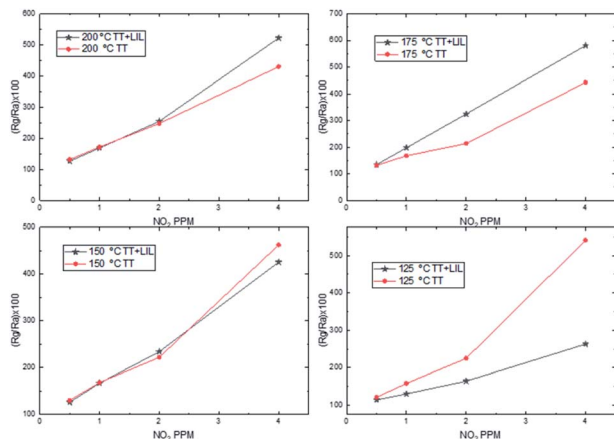 600
500
400
300
200
100
0
(Rg/Ra)x100
200 °C TT+LIL
200 °C TT
0 1 2 3 4
NO2 PPM
700
600
500
400
300
200
100
0
(Rg/Ra)x100
175 °C TT+LIL
175 °C TT
0 1 2 3 4
NO2 PPM
500
400
300
200
100
(Rg/Ra)x100
150 °C TT+LIL
150 °C TT
0 1 2 3 4
NO2 PPM
500
400
300
200
100
(Rg/Ra)x100
125 °C TT+LIL
125 °C TT
0 1 2 3 4
NO2 PPM